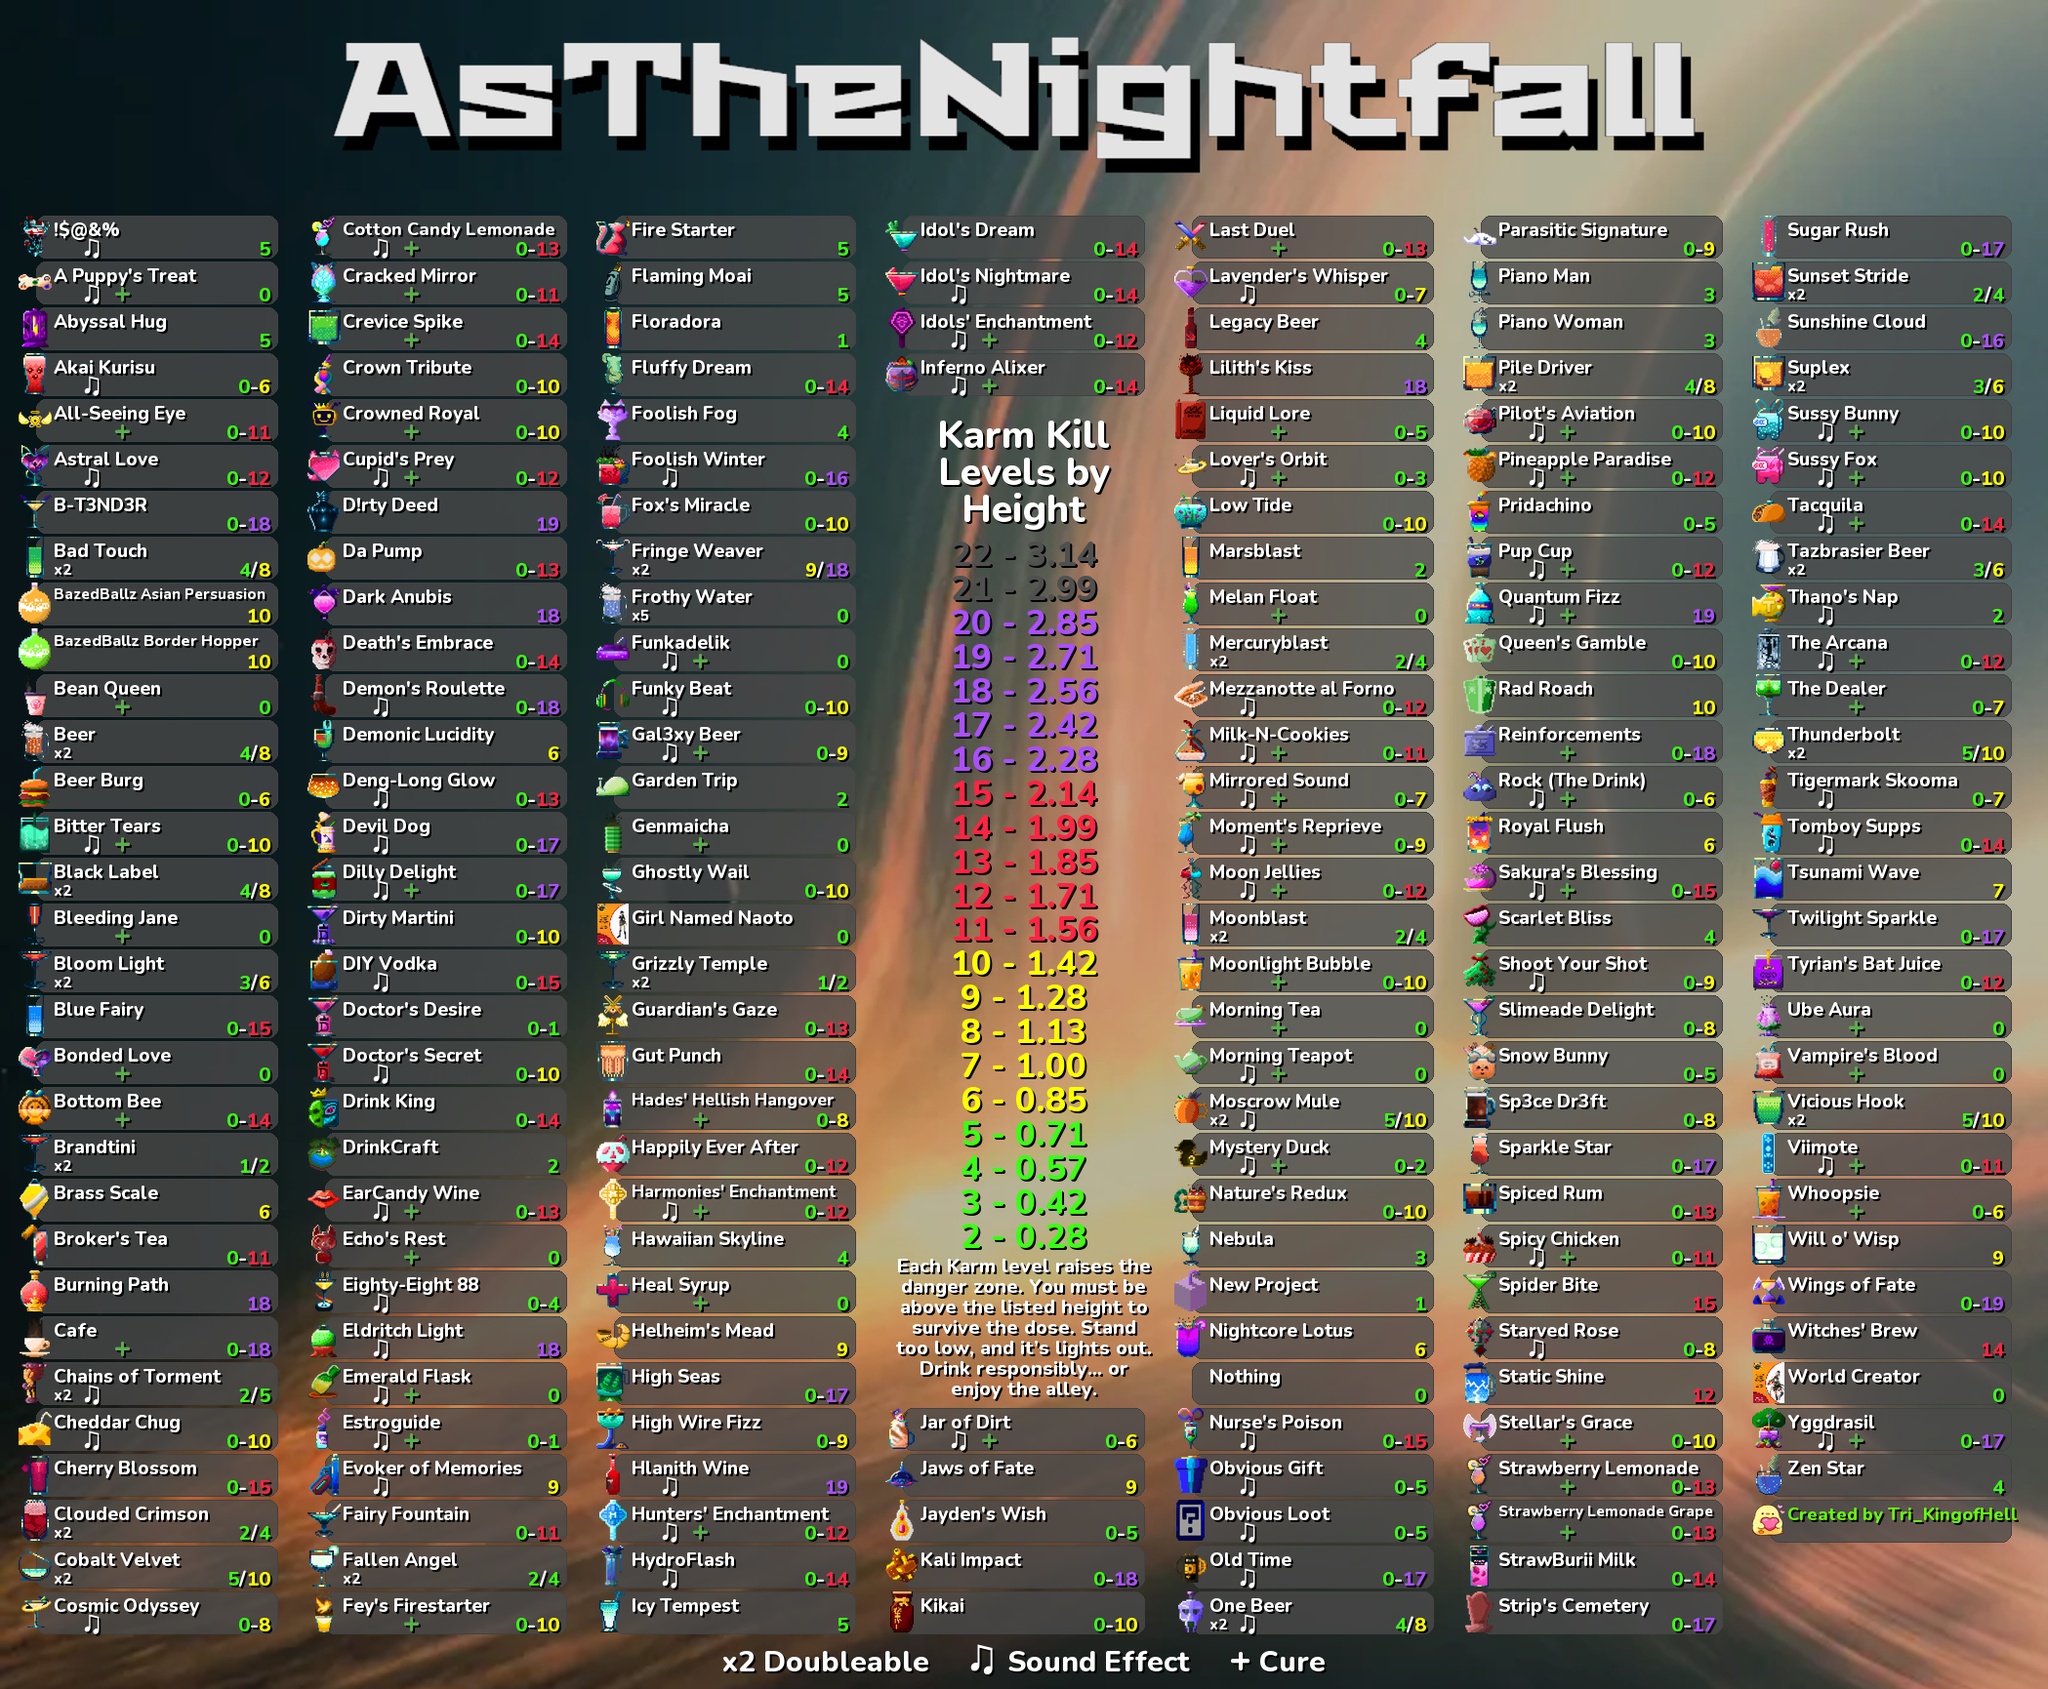 AsTheNightfall
!$@&%
♫
5
A Puppy's Treat
♫ +
0
Abyssal Hug
5
Akai Kurisu
♫
0-6
All-Seeing Eye
+
0-11
Astral Love
♫
0-12
B-T3ND3R
0-18
Bad Touch
x2
4/8
BazedBallz Asian Persuasion
10
BazedBallz Border Hopper
10
Bean Queen
+
0
Beer
x2
4/8
Beer Burg
0-6
Bitter Tears
♫ +
0-10
Black Label
x2
4/8
Bleeding Jane
+
0
Bloom Light
x2
3/6
Blue Fairy
0-15
Bonded Love
+
0
Bottom Bee
+
0-14
Brandtini
x2
1/2
Brass Scale
6
Broker's Tea
0-11
Burning Path
18
Cafe
+
0-18
Chains of Torment
x2 ♫
2/5
Cheddar Chug
♫
0-10
Cherry Blossom
0-15
Clouded Crimson
x2
2/4
Cobalt Velvet
x2
5/10
Cosmic Odyssey
♫
0-8
Cotton Candy Lemonade
♫ +
0-13
Cracked Mirror
+
0-11
Crevice Spike
+
0-14
Crown Tribute
0-10
Crowned Royal
+
0-10
Cupid's Prey
♫ +
0-12
D!rty Deed
19
Da Pump
0-13
Dark Anubis
18
Death's Embrace
0-14
Demon's Roulette
♫
0-18
Demonic Lucidity
6
Deng-Long Glow
♫
0-13
Devil Dog
♫
0-17
Dilly Delight
♫ +
0-17
Dirty Martini
0-10
DIY Vodka
♫
0-15
Doctor's Desire
0-1
Doctor's Secret
♫
0-10
Drink King
0-14
DrinkCraft
2
EarCandy Wine
♫ +
0-13
Echo's Rest
+
0
Eighty-Eight 88
♫
0-4
Eldritch Light
♫
18
Emerald Flask
♫ +
0
Estroguide
♫ +
0-1
Evoker of Memories
♫
9
Fairy Fountain
0-11
Fallen Angel
x2
2/4
Fey's Firestarter
+
0-10
Fire Starter
5
Flaming Moai
5
Floradora
1
Fluffy Dream
0-14
Foolish Fog
4
Foolish Winter
♫
0-16
Fox's Miracle
0-10
Fringe Weaver
x2
9/18
Frothy Water
x5
0
Funkadelik
♫ +
0
Funky Beat
♫
0-10
Gal3xy Beer
♫ +
0-9
Garden Trip
2
Genmaicha
+
0
Ghostly Wail
0-10
Girl Named Naoto
0
Grizzly Temple
x2
1/2
Guardian's Gaze
0-13
Gut Punch
0-14
Hades' Hellish Hangover
+
0-8
Happily Ever After
0-12
Harmonies' Enchantment
♫ +
0-12
Hawaiian Skyline
4
Heal Syrup
+
0
Helheim's Mead
9
High Seas
0-17
High Wire Fizz
0-9
Hlanith Wine
19
Hunters' Enchantment
♫ +
0-12
HydroFlash
♫
0-14
Icy Tempest
5
Idol's Dream
0-14
Idol's Nightmare
♫
0-14
Idols' Enchantment
♫ +
0-12
Inferno Alixer
♫ +
0-14
Karm Kill
Levels by
Height
22 - 3.14
21 - 2.99
20 - 2.85
19 - 2.71
18 - 2.56
17 - 2.42
16 - 2.28
15 - 2.14
14 - 1.99
13 - 1.85
12 - 1.71
11 - 1.56
10 - 1.42
9 - 1.28
8 - 1.13
7 - 1.00
6 - 0.85
5 - 0.71
4 - 0.57
3 - 0.42
2 - 0.28
Each Karm level raises the
danger zone. You must be
above the listed height to
survive the dose. Stand
too low, and it's lights out.
Drink responsibly... or
enjoy the alley.
Jar of Dirt
♫ +
0-6
Jaws of Fate
9
Jayden's Wish
0-5
Kali Impact
0-18
Kikai
0-10
Last Duel
+
0-13
Lavender's Whisper
♫
0-7
Legacy Beer
4
Lilith's Kiss
18
Liquid Lore
+
0-5
Lover's Orbit
♫ +
0-3
Low Tide
0-10
Marsblast
2
Melan Float
+
0
Mercuryblast
x2
2/4
Mezzanotte al Forno
♫
0-12
Milk-N-Cookies
♫ +
0-11
Mirrored Sound
♫ +
0-7
Moment's Reprieve
♫ +
0-9
Moon Jellies
♫ +
0-12
Moonblast
x2
2/4
Moonlight Bubble
+
0-10
Morning Tea
+
0
Morning Teapot
♫ +
0
Moscrow Mule
x2 ♫
5/10
Mystery Duck
♫ +
0-2
Nature's Redux
0-10
Nebula
3
New Project
1
Nightcore Lotus
6
Nothing
0
Nurse's Poison
♫
0-15
Obvious Gift
♫
0-5
Obvious Loot
♫
0-5
Old Time
♫
0-17
One Beer
x2 ♫
4/8
Parasitic Signature
0-9
Piano Man
3
Piano Woman
3
Pile Driver
x2
4/8
Pilot's Aviation
♫ +
0-10
Pineapple Paradise
♫ +
0-12
Pridachino
0-5
Pup Cup
♫ +
0-12
Quantum Fizz
♫ +
19
Queen's Gamble
0-10
Rad Roach
10
Reinforcements
+
0-18
Rock (The Drink)
♫ +
0-6
Royal Flush
6
Sakura's Blessing
♫ +
0-15
Scarlet Bliss
4
Shoot Your Shot
♫
0-9
Slimeade Delight
0-8
Snow Bunny
0-5
Sp3ce Dr3ft
0-8
Sparkle Star
0-17
Spiced Rum
0-13
Spicy Chicken
♫ +
0-11
Spider Bite
15
Starved Rose
♫
0-8
Static Shine
12
Stellar's Grace
+
0-10
Strawberry Lemonade
+
0-13
Strawberry Lemonade Grape
+
0-13
StrawBurii Milk
0-14
Strip's Cemetery
0-17
Sugar Rush
0-17
Sunset Stride
x2
2/4
Sunshine Cloud
0-16
Suplex
x2
3/6
Sussy Bunny
♫ +
0-10
Sussy Fox
♫ +
0-10
Tacquila
♫ +
0-14
Tazbrasier Beer
x2
3/6
Thano's Nap
♫
2
The Arcana
♫ +
0-12
The Dealer
+
0-7
Thunderbolt
x2
5/10
Tigermark Skooma
♫
0-7
Tomboy Supps
♫
0-14
Tsunami Wave
7
Twilight Sparkle
0-17
Tyrian's Bat Juice
0-12
Ube Aura
+
0
Vampire's Blood
+
0
Vicious Hook
x2
5/10
Viimote
♫ +
0-11
Whoopsie
+
0-6
Will o' Wisp
9
Wings of Fate
0-19
Witches' Brew
14
World Creator
0
Yggdrasil
♫ +
0-17
Zen Star
4
Created by Tri_KingofHell
x2 Doubleable ♫ Sound Effect + Cure